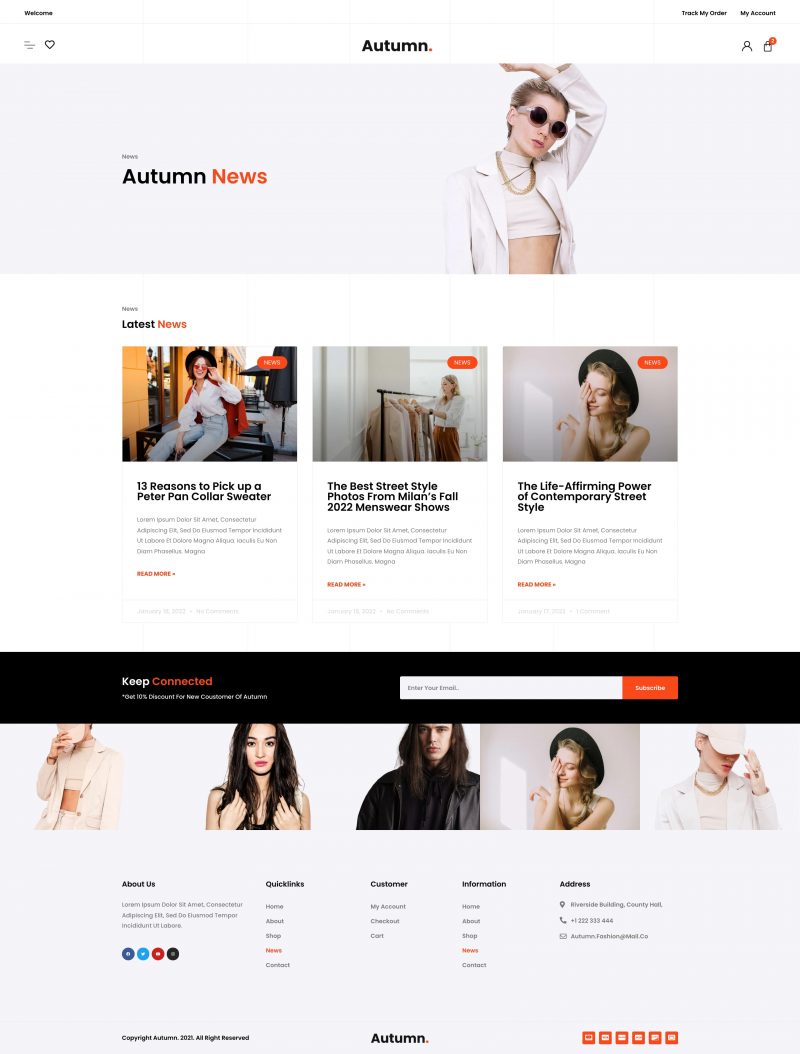 Welcome
Track My Order
My Account
Autumn.
2
News
Autumn News
News
Latest News
NEWS
13 Reasons to Pick up a
Peter Pan Collar Sweater
Lorem Ipsum Dolor Sit Amet, Consectetur
Adipiscing Elit, Sed Do Eiusmod Tempor Incididunt
Ut Labore Et Dolore Magna Aliqua. Iaculis Eu Non
Diam Phasellus. Magna
READ MORE »
January 18, 2022 • No Comments
NEWS
The Best Street Style
Photos From Milan's Fall
2022 Menswear Shows
Lorem Ipsum Dolor Sit Amet, Consectetur
Adipiscing Elit, Sed Do Eiusmod Tempor Incididunt
Ut Labore Et Dolore Magna Aliqua. Iaculis Eu Non
Diam Phasellus. Magna
READ MORE »
January 18, 2022 • No Comments
NEWS
The Life-Affirming Power
of Contemporary Street
Style
Lorem Ipsum Dolor Sit Amet, Consectetur
Adipiscing Elit, Sed Do Eiusmod Tempor Incididunt
Ut Labore Et Dolore Magna Aliqua. Iaculis Eu Non
Diam Phasellus. Magna
READ MORE »
January 17, 2022 • 1 Comment
Keep Connected
*Get 10% Discount For New Coustomer Of Autumn
Enter Your Email..
Subscribe
About Us
Lorem Ipsum Dolor Sit Amet, Consectetur
Adipiscing Elit, Sed Do Eiusmod Tempor
Incididunt Ut Labore.
Quicklinks
Home
About
Shop
News
Contact
Customer
My Account
Checkout
Cart
Information
Home
About
Shop
News
Contact
Address
Riverside Building, County Hall,
+1 222 333 444
Autumn.Fashion@Mail.Co
Copyright Autumn. 2021. All Right Reserved
Autumn.